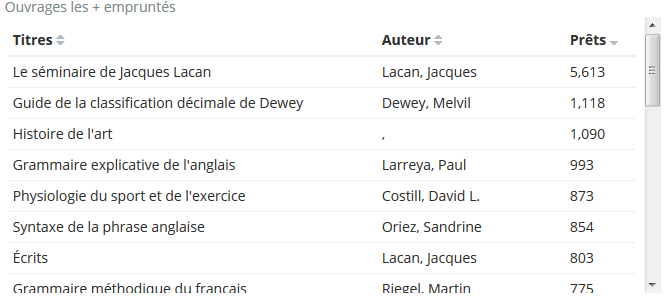 Ouvrages les + empruntés
Titres Auteur Prêts
Le séminaire de Jacques Lacan Lacan, Jacques 5,613
Guide de la classification décimale de Dewey Dewey, Melvil 1,118
Histoire de l'art , 1,090
Grammaire explicative de l'anglais Larreya, Paul 993
Physiologie du sport et de l'exercice Costill, David L. 873
Syntaxe de la phrase anglaise Oriez, Sandrine 854
Écrits Lacan, Jacques 803
Grammaire méthodique du français Riegel, Martin 775